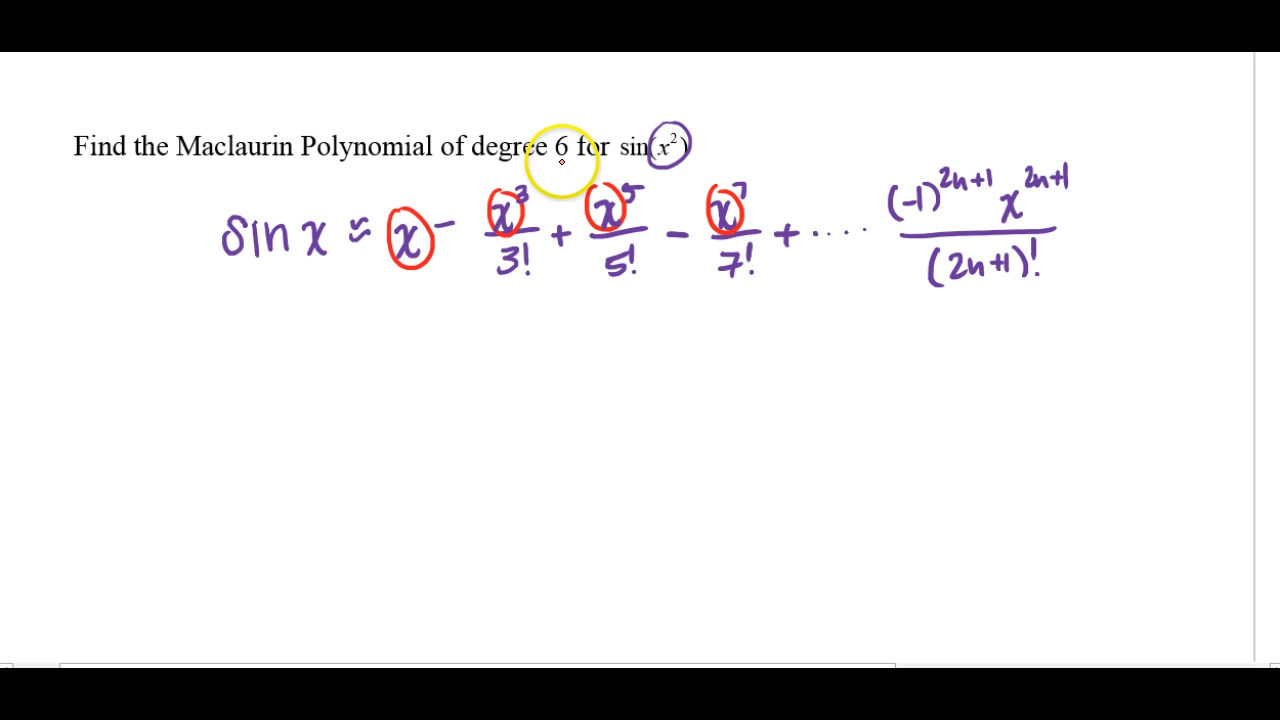 Find the Maclaurin Polynomial of degree 6 for sin(x²)
sin x ≈ x - x³/3! + x⁵/5! - x⁷/7! + ····· (-1)²ⁿ⁺¹ x²ⁿ⁺¹/(2n+1)!